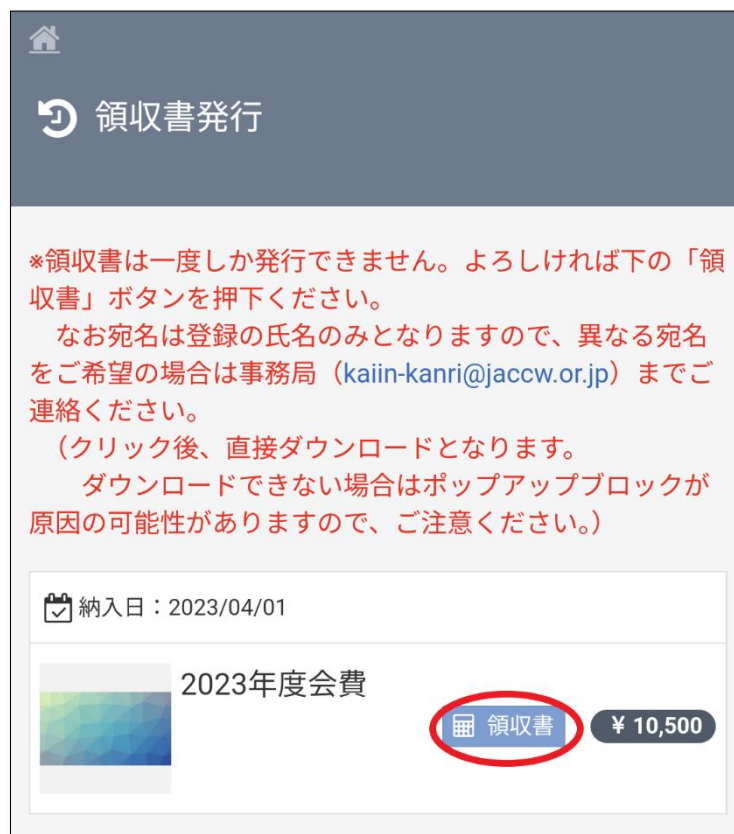 領収書発行
※領収書は一度しか発行できません。よろしければ下の「領
収書」ボタンを押下ください。
　なお宛名は登録の氏名のみとなりますので、異なる宛名
をご希望の場合は事務局（kaiin-kanri@jaccw.or.jp）までご
連絡ください。
（クリック後、直接ダウンロードとなります。
　　ダウンロードできない場合はポップアップブロックが
原因の可能性がありますので、ご注意ください。）
納入日：2023/04/01
2023年度会費
領収書
¥ 10,500